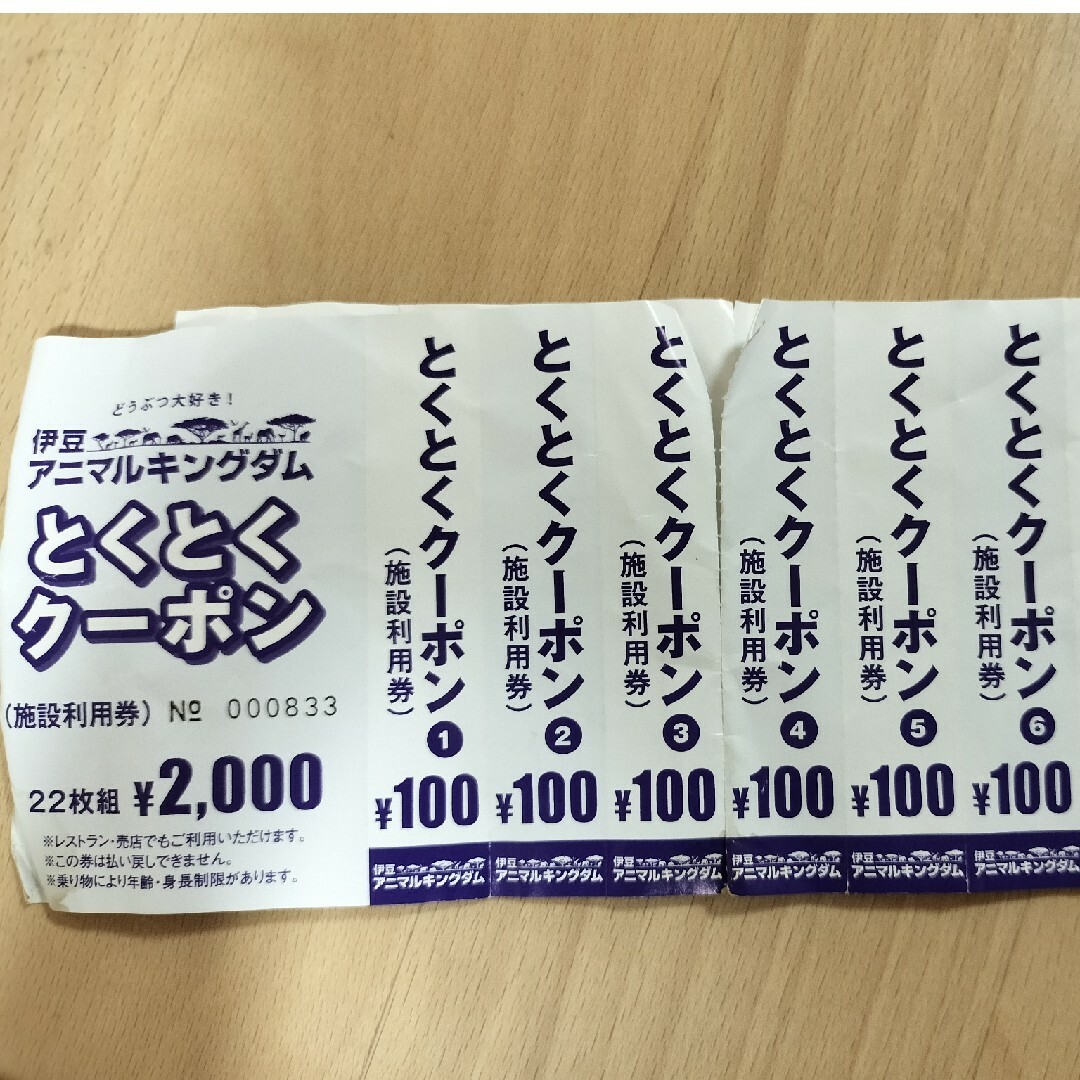 どうぶつ大好き!
伊豆
アニマルキングダム
とくとく
クーポン
(施設利用券) № 000833
22枚組 ¥2,000
※レストラン・売店でもご利用いただけます。
※この券は払い戻しできません。
※乗り物により年齢・身長制限があります。
とくとくクーポン❶
(施設利用券)
¥100
伊豆
アニマルキングダム
とくとくクーポン❷
(施設利用券)
¥100
伊豆
アニマルキングダム
とくとくクーポン❸
(施設利用券)
¥100
伊豆
アニマルキングダム
とくとくクーポン❹
(施設利用券)
¥100
伊豆
アニマルキングダム
とくとくクーポン❺
(施設利用券)
¥100
伊豆
アニマルキングダム
とくとくクーポン❻
(施設利用券)
¥100
伊豆
アニマルキングダム